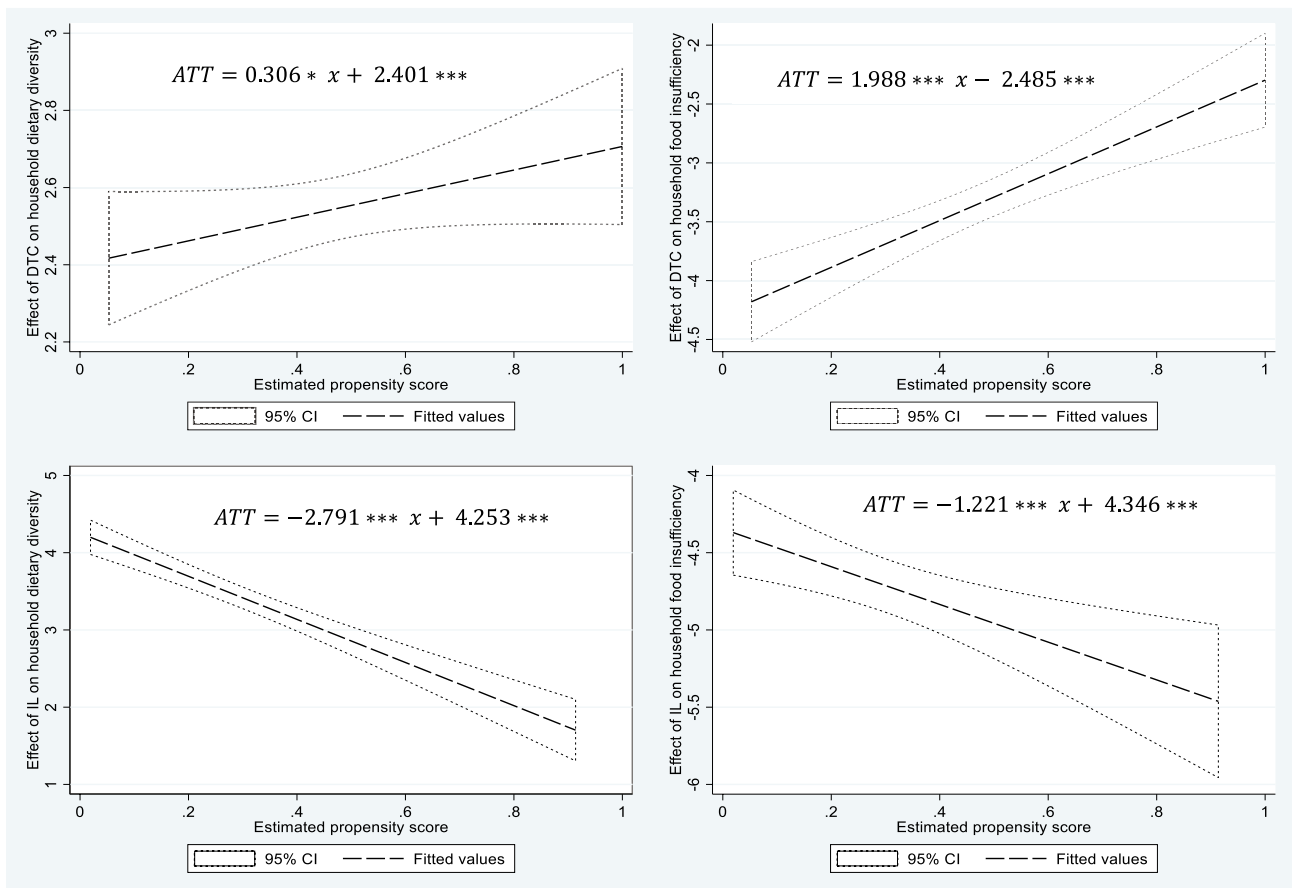 ATT = 0.306 * x + 2.401 ***
Effect of DTC on household dietary diversity
3
2.8
2.6
2.4
2.2
0 .2 .4 .6 .8 1
Estimated propensity score
95% CI Fitted values
ATT = 1.988 *** x − 2.485 ***
Effect of DTC on household food insufficiency
-2
-2.5
-3
-3.5
-4
-4.5
0 .2 .4 .6 .8 1
Estimated propensity score
95% CI Fitted values
ATT = −2.791 *** x + 4.253 ***
Effect of IL on household dietary diversity
5
4
3
2
1
0 .2 .4 .6 .8 1
Estimated propensity score
95% CI Fitted values
ATT = −1.221 *** x + 4.346 ***
Effect of IL on household food insufficiency
-4
-4.5
-5
-5.5
-6
0 .2 .4 .6 .8 1
Estimated propensity score
95% CI Fitted values